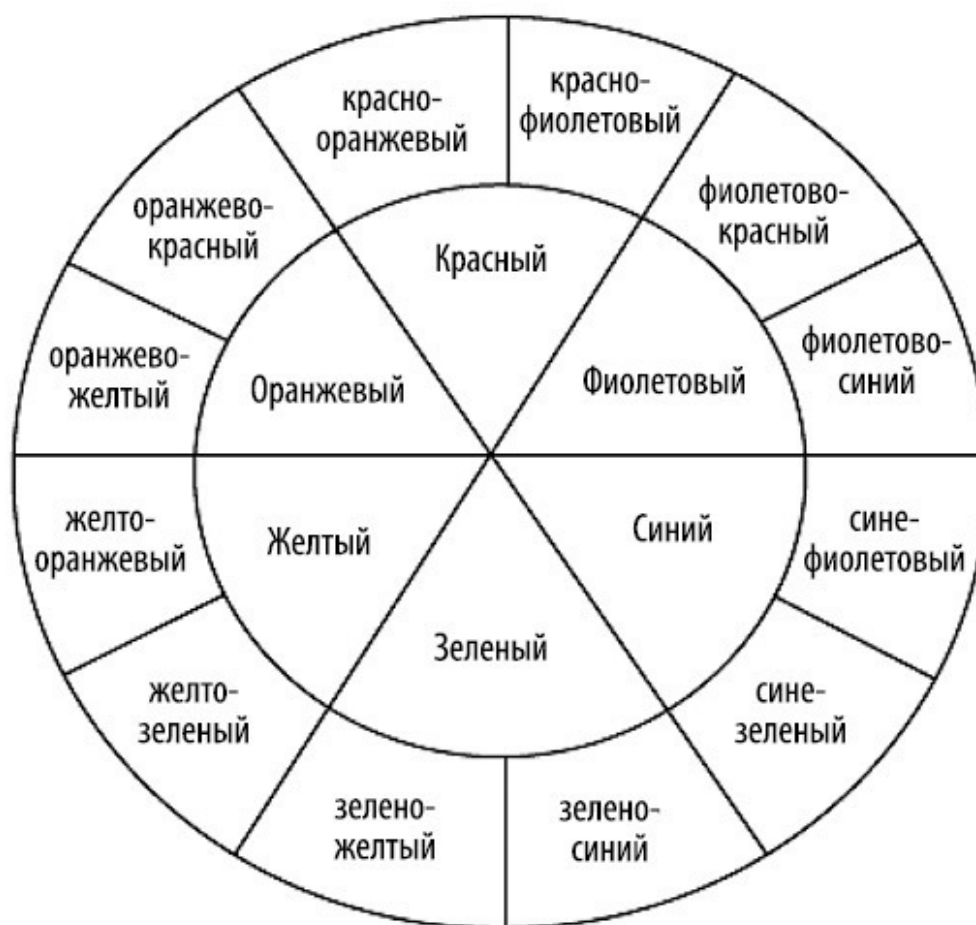 красно-
оранжевый
красно-
фиолетовый
оранжево-
красный
фиолетово-
красный
Красный
оранжево-
желтый
Оранжевый
Фиолетовый
фиолетово-
синий
желто-
оранжевый
Желтый
Синий
сине-
фиолетовый
Зеленый
желто-
зеленый
сине-
зеленый
зелено-
желтый
зелено-
синий